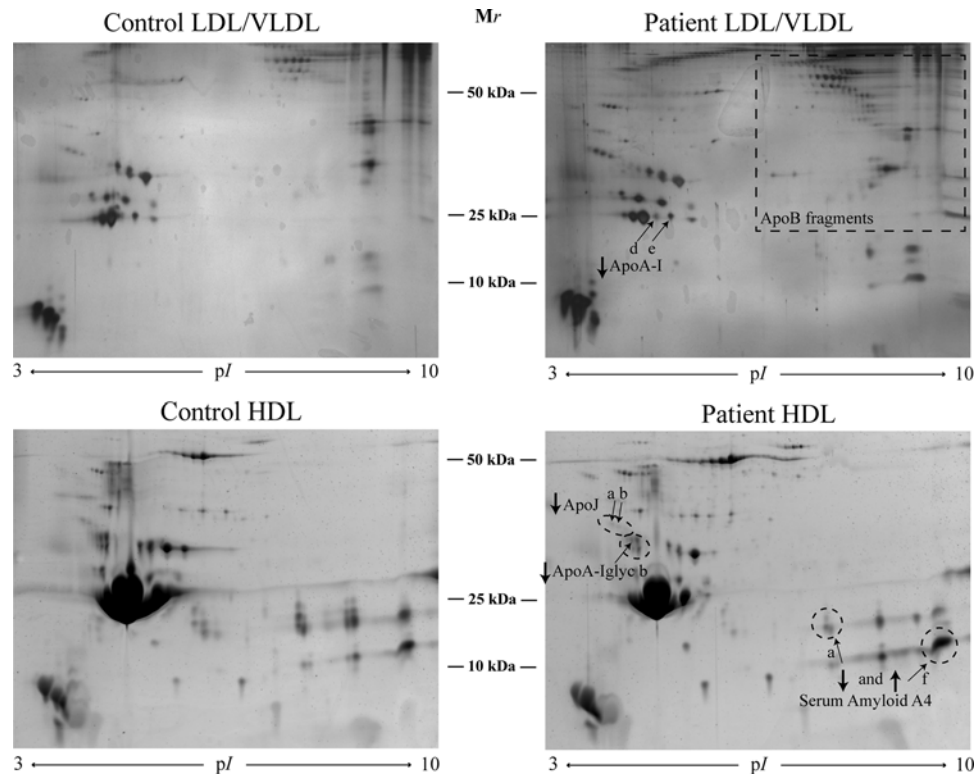 Control LDL/VLDL
Mr
Patient LDL/VLDL
50 kDa
25 kDa
10 kDa
ApoB fragments
d e
ApoA-I
3 pI 10
3 pI 10
Control HDL
Patient HDL
50 kDa
25 kDa
10 kDa
a b
ApoJ
ApoA-Iglyc b
a and f
Serum Amyloid A4
3 pI 10
3 pI 10